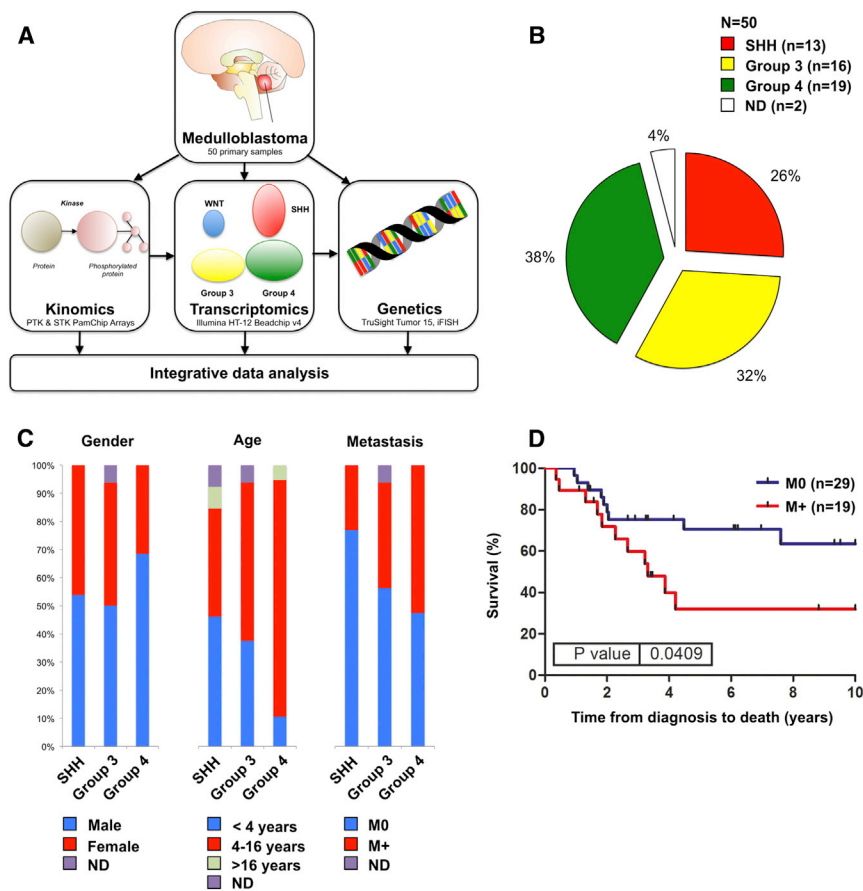 A
Medulloblastoma
50 primary samples
Kinase
Protein
Phosphorylated
protein
Kinomics
PTK & STK PamChip Arrays
WNT
SHH
Group 3
Group 4
Transcriptomics
Illumina HT-12 Beadchip v4
Genetics
TruSight Tumor 15, iFISH
Integrative data analysis
B
N=50
SHH (n=13)
Group 3 (n=16)
Group 4 (n=19)
ND (n=2)
4%
26%
38%
32%
C
Gender
Age
Metastasis
100%
90%
80%
70%
60%
50%
40%
30%
20%
10%
0%
SHH
Group 3
Group 4
SHH
Group 3
Group 4
SHH
Group 3
Group 4
Male
Female
ND
< 4 years
4-16 years
>16 years
ND
M0
M+
ND
D
M0 (n=29)
M+ (n=19)
Survival (%)
100
80
60
40
20
0
P value 0.0409
0 2 4 6 8 10
Time from diagnosis to death (years)